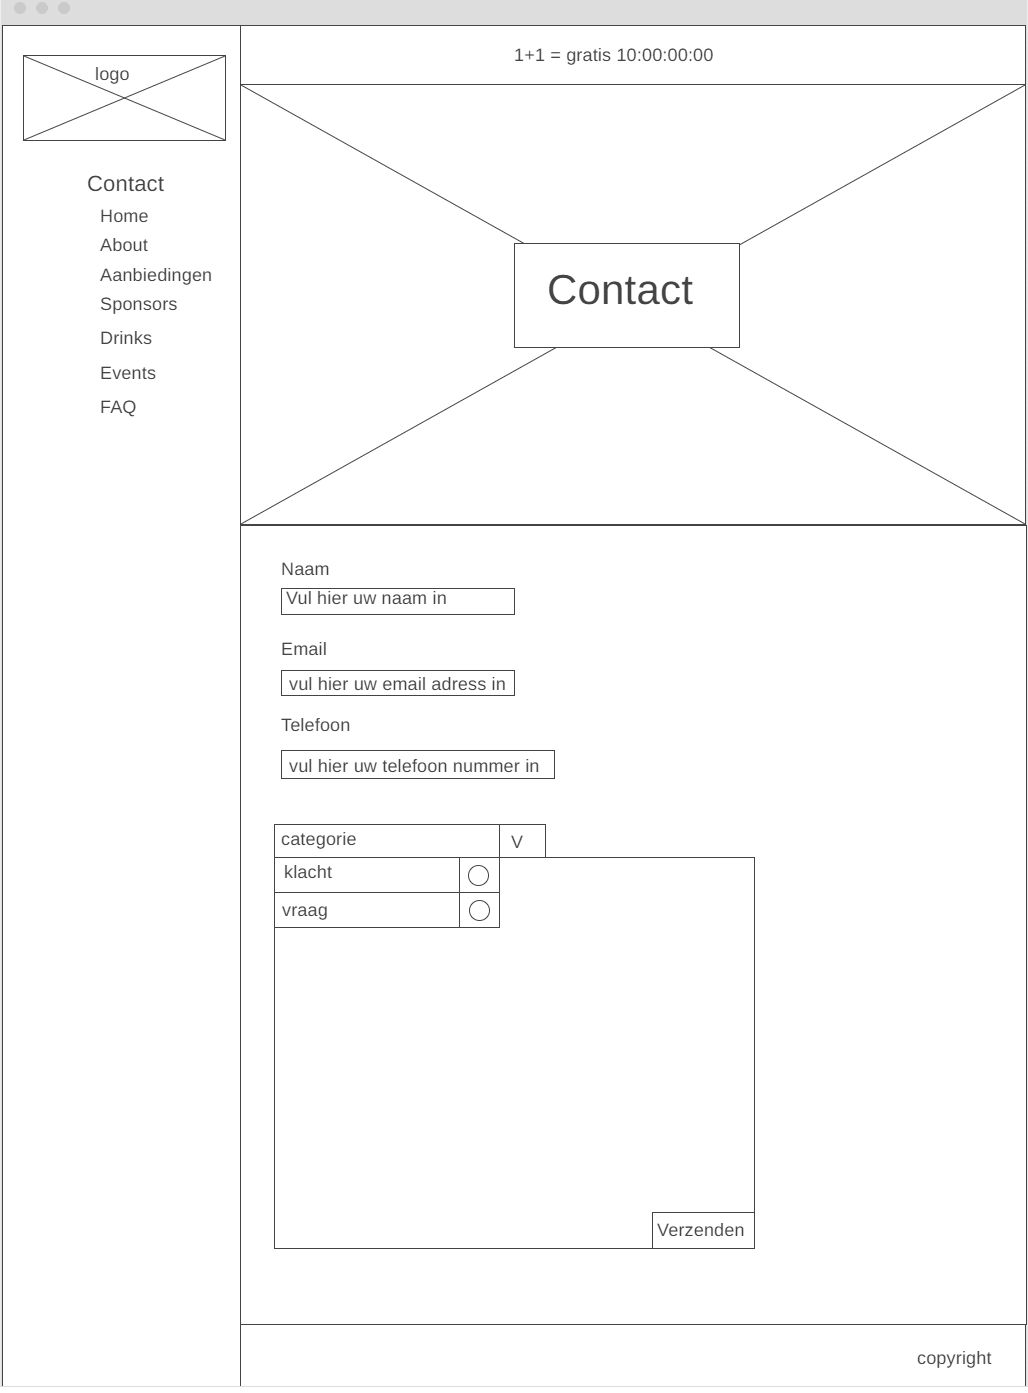 1+1 = gratis 10:00:00:00
logo
Contact
Home
About
Aanbiedingen
Sponsors
Drinks
Events
FAQ
Contact
Naam
Vul hier uw naam in
Email
vul hier uw email adress in
Telefoon
vul hier uw telefoon nummer in
categorie V
klacht
vraag
Verzenden
copyright